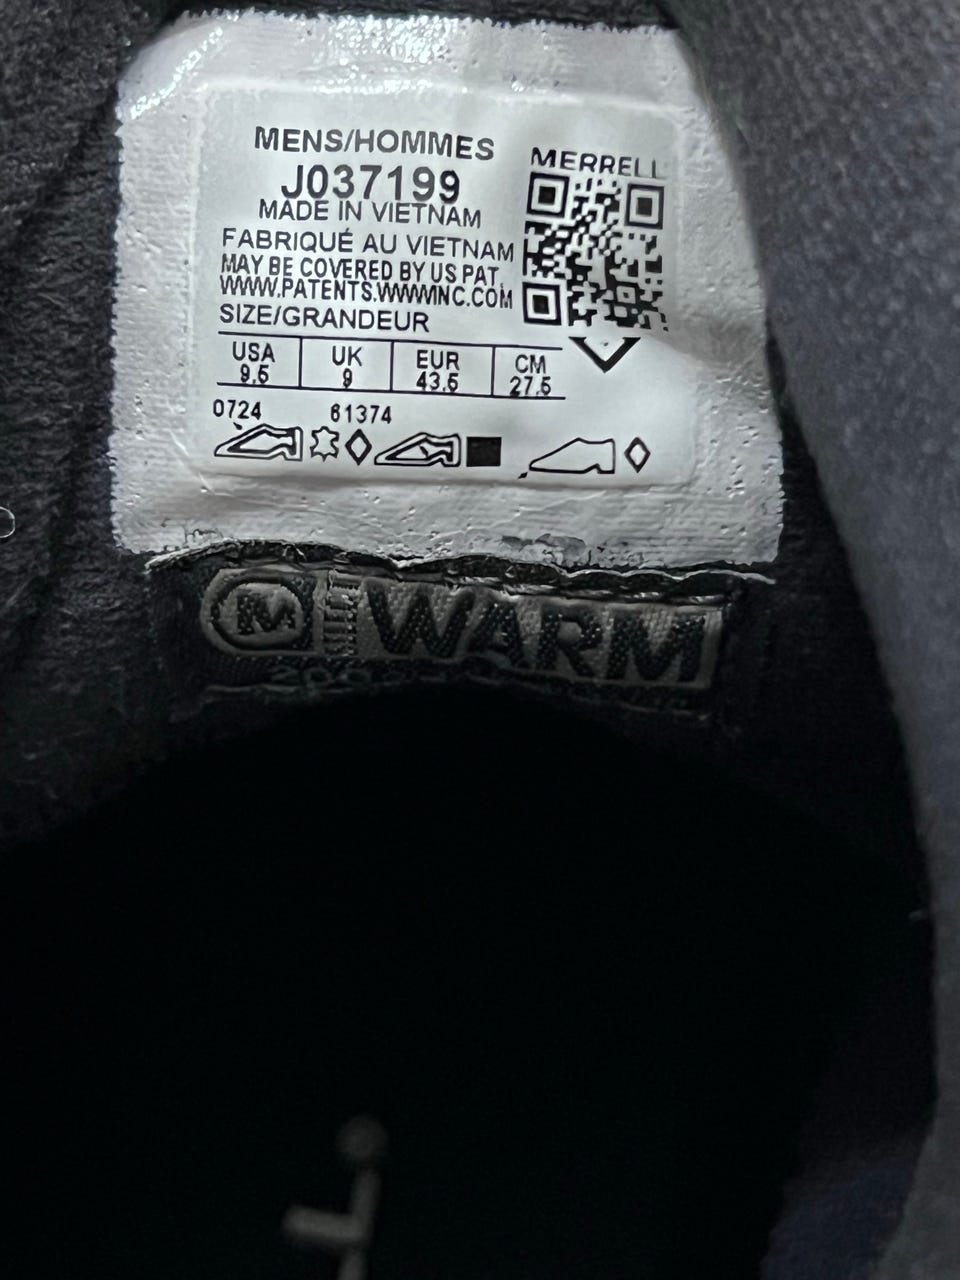 MENS/HOMMES
J037199
MADE IN VIETNAM
FABRIQUÉ AU VIETNAM
MAY BE COVERED BY US PAT.
WWW.PATENTS.WWWINC.COM
MERRELL
SIZE/GRANDEUR
USA UK EUR CM
9.5 9 43.5 27.5
0724 61374
M WARM